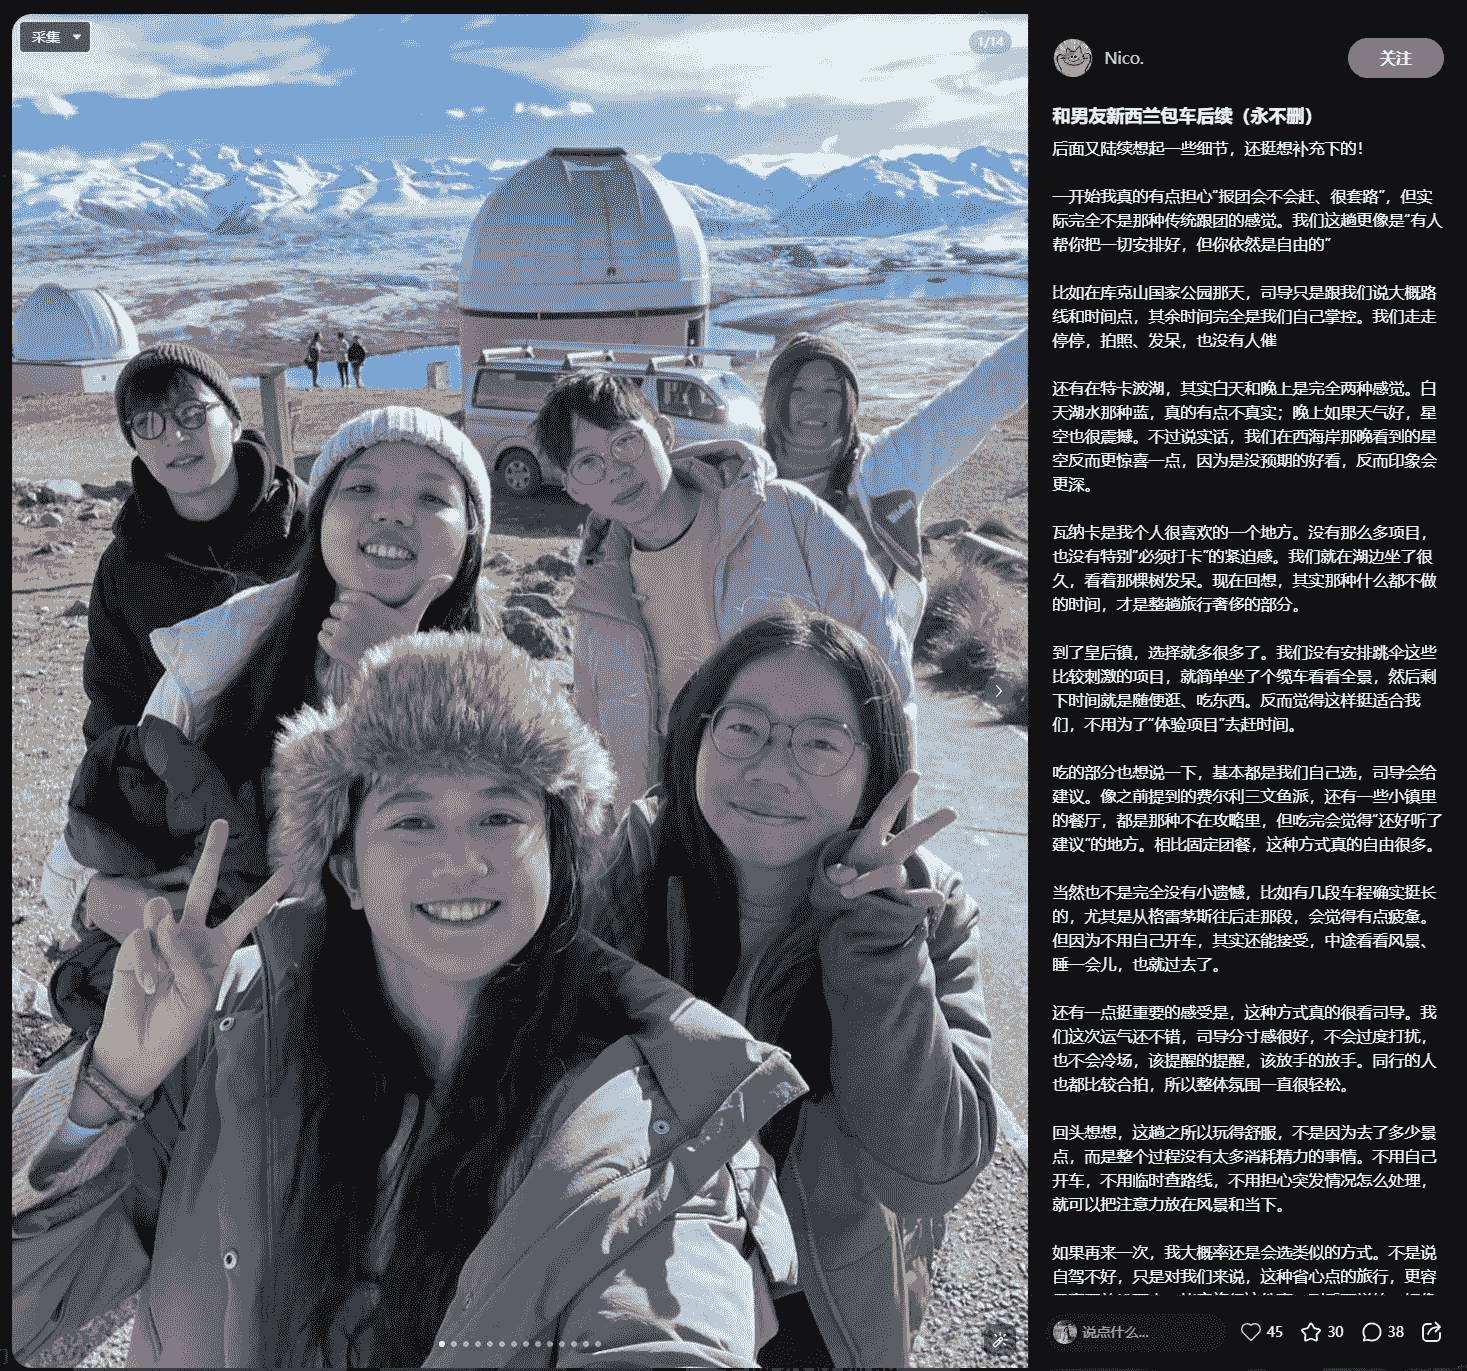 采集
1/14
Nico.
关注
和男友新西兰包车后续（永不删）
后面又陆续想起一些细节，还挺想补充下的！
一开始我真的有点担心“报团会不会赶、很套路”，但实
际完全不是那种传统跟团的感觉。我们这趟更像是“有人
帮你把一切安排好，但你依然是自由的”
比如在库克山国家公园那天，司导只是跟我们说大概路
线和时间点，其余时间完全是我们自己掌控。我们走走
停停，拍照、发呆，也没有人催
还有在特卡波湖，其实白天和晚上是完全两种感觉。白
天湖水那种蓝，真的有点不真实；晚上如果天气好，星
空也很震撼。不过说实话，我们在西海岸那晚看到的星
空反而更惊喜一点，因为是没预期的好看，反而印象会
更深。
瓦纳卡是我个人很喜欢的一个地方。没有那么多项目，
也没有特别“必须打卡”的紧迫感。我们就在湖边坐了很
久，看着那棵树发呆。现在回想，其实那种什么都不做
的时间，才是整趟旅行奢侈的部分。
到了皇后镇，选择就多很多了。我们没有安排跳伞这些
比较刺激的项目，就简单坐了个缆车看看全景，然后剩
下时间就是随便逛、吃东西。反而觉得这样挺适合我
们，不用为了“体验项目”去赶时间。
吃的部分也想说一下，基本都是我们自己选，司导会给
建议。像之前提到的费尔利三文鱼派，还有一些小镇里
的餐厅，都是那种不在攻略里，但吃完会觉得“还好听了
建议”的地方。相比固定团餐，这种方式真的自由很多。
当然也不是完全没有小遗憾，比如有几段车程确实挺长
的，尤其是从格雷茅斯往后走那段，会觉得有点疲惫。
但因为不用自己开车，其实还能接受，中途看看风景、
睡一会儿，也就过去了。
还有一点挺重要的感受是，这种方式真的很看司导。我
们这次运气还不错，司导分寸感很好，不会过度打扰，
也不会冷场，该提醒的提醒，该放手的放手。同行的人
也都比较合拍，所以整体氛围一直很轻松。
回头想想，这趟之所以玩得舒服，不是因为去了多少景
点，而是整个过程没有太多消耗精力的事情。不用自己
开车，不用临时查路线，不用担心突发情况怎么处理，
就可以把注意力放在风景和当下。
如果再来一次，我大概率还是会选类似的方式。不是说
自驾不好，只是对我们来说，这种省心点的旅行，更容
说点什么...
45
30
38